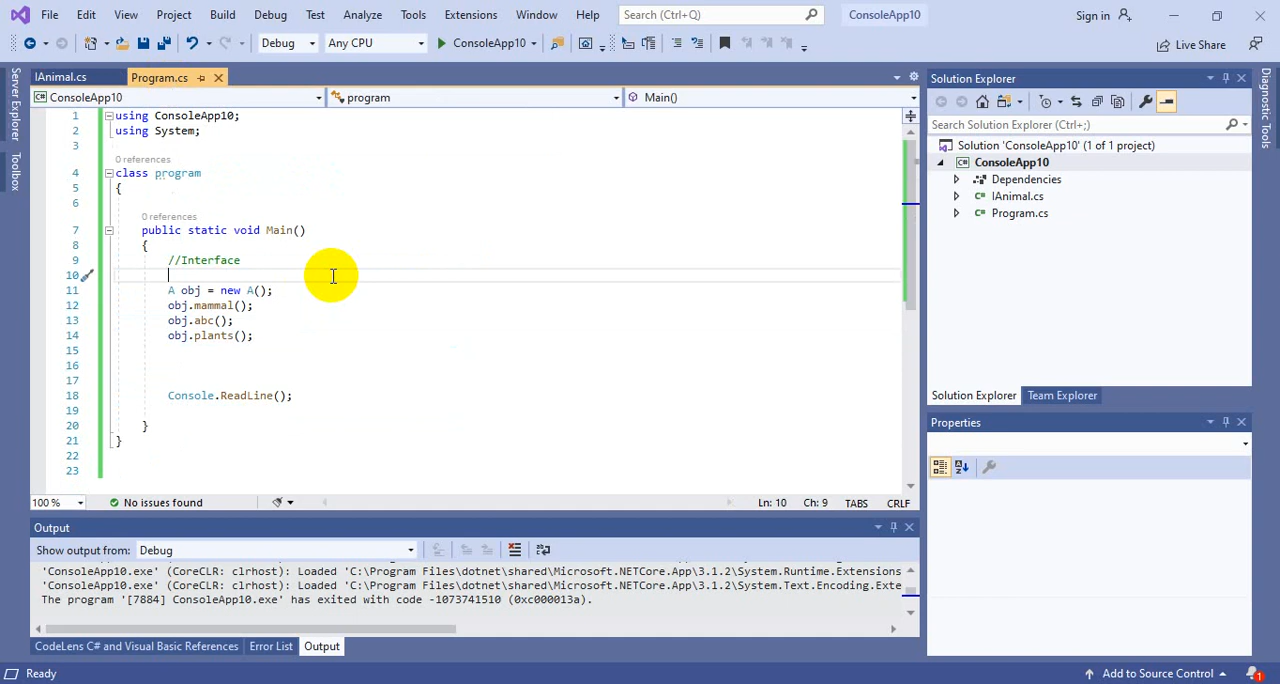 File Edit View Project Build Debug Test Analyze Tools Extensions Window Help Search (Ctrl+Q) ConsoleApp10 Sign in
Debug Any CPU ConsoleApp10 Live Share
Server Explorer
Toolbox
IAnimal.cs Program.cs
ConsoleApp10 program Main()
1 using ConsoleApp10;
2 using System;
3
0 references
4 class program
5 {
6
0 references
7 public static void Main()
8 {
9 //Interface
10
11 A obj = new A();
12 obj.mammal();
13 obj.abc();
14 obj.plants();
15
16
17
18 Console.ReadLine();
19
20 }
21 }
22
23
100 % No issues found Ln: 10 Ch: 9 TABS CRLF
Output
Show output from: Debug
'ConsoleApp10.exe' (CoreCLR: clrhost): Loaded 'C:\Program Files\dotnet\shared\Microsoft.NETCore.App\3.1.2\System.Runtime.Extensions
'ConsoleApp10.exe' (CoreCLR: clrhost): Loaded 'C:\Program Files\dotnet\shared\Microsoft.NETCore.App\3.1.2\System.Text.Encoding.Exte
The program '[7884] ConsoleApp10.exe' has exited with code -1073741510 (0xc000013a).
CodeLens C# and Visual Basic References Error List Output
Solution Explorer
Search Solution Explorer (Ctrl+;)
Solution 'ConsoleApp10' (1 of 1 project)
ConsoleApp10
Dependencies
C# IAnimal.cs
C# Program.cs
Solution Explorer Team Explorer
Properties
Diagnostic Tools
Ready Add to Source Control 1